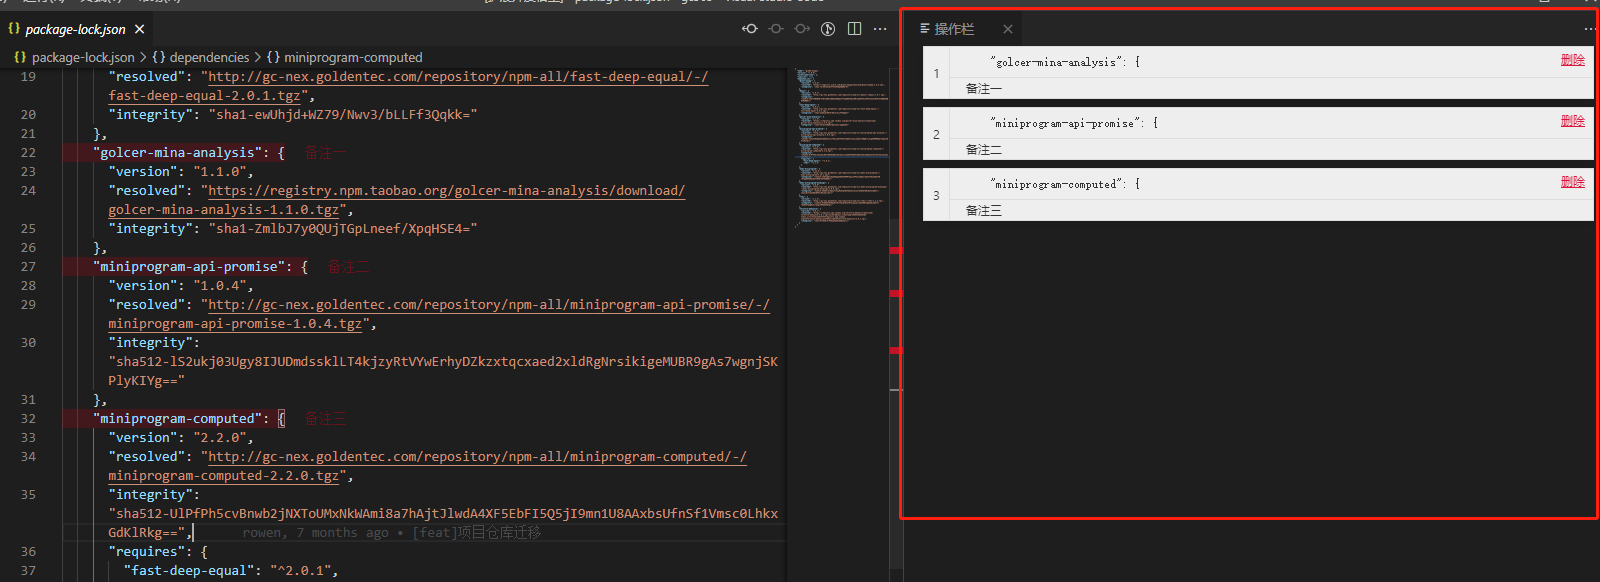 package-lock.json
操作栏
package-lock.json > {} dependencies > {} miniprogram-computed
19 "resolved": "http://gc-nex.goldentec.com/repository/npm-all/fast-deep-equal/-/
fast-deep-equal-2.0.1.tgz",
20 "integrity": "sha1-ewUhjd+WZ79/Nwv3/bLLFf3Qqkk="
21 },
22 "golcer-mina-analysis": { 备注一
23 "version": "1.1.0",
24 "resolved": "https://registry.npm.taobao.org/golcer-mina-analysis/download/
golcer-mina-analysis-1.1.0.tgz",
25 "integrity": "sha1-ZmlbJ7y0QUjTGpLneef/XpqHSE4="
26 },
27 "miniprogram-api-promise": { 备注二
28 "version": "1.0.4",
29 "resolved": "http://gc-nex.goldentec.com/repository/npm-all/miniprogram-api-promise/-/
miniprogram-api-promise-1.0.4.tgz",
30 "integrity":
"sha512-lS2ukj03Ugy8IJUDmdssklLT4kjzyRtVYwErhyDZkzxtqcxaed2xldRgNrsikigeMUBR9gAs7wgnjSK
PlyKIYg=="
31 },
32 "miniprogram-computed": { 备注三
33 "version": "2.2.0",
34 "resolved": "http://gc-nex.goldentec.com/repository/npm-all/miniprogram-computed/-/
miniprogram-computed-2.2.0.tgz",
35 "integrity":
"sha512-UlPfPh5cvBnwb2jNXToUMxNkWAmi8a7hAjtJlwdA4XF5EbFI5Q5jI9mn1U8AAxbsUfnSf1Vmsc0Lhkx
GdKlRkg==", rowen, 7 months ago • [feat]项目仓库迁移
36 "requires": {
37 "fast-deep-equal": "^2.0.1",
1 "golcer-mina-analysis": { 删除
备注一
2 "miniprogram-api-promise": { 删除
备注二
3 "miniprogram-computed": { 删除
备注三